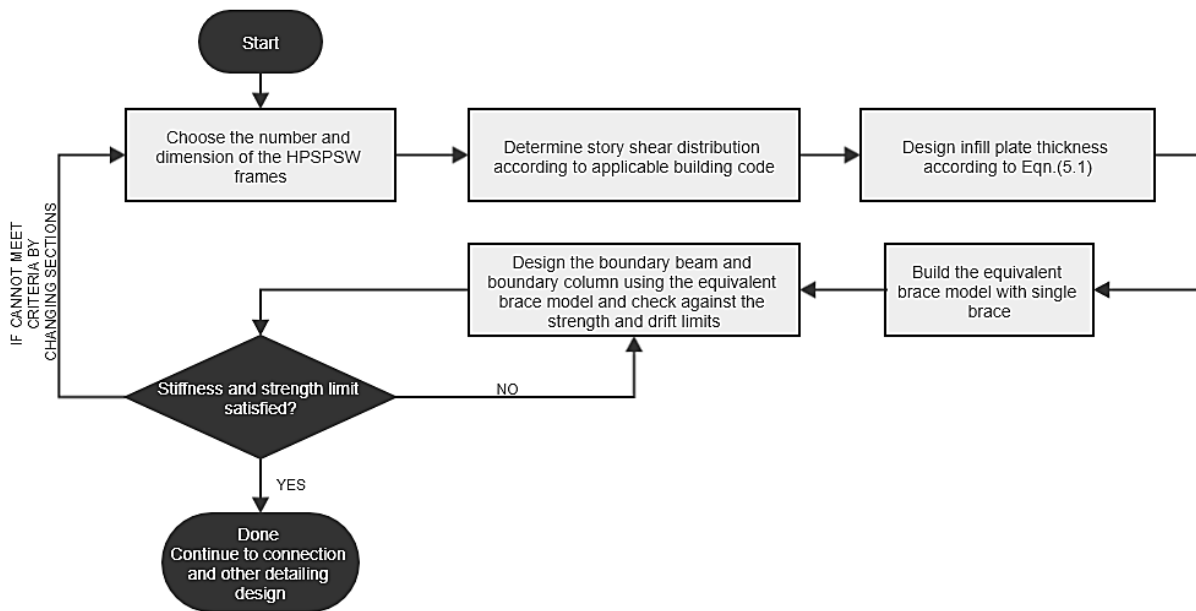 Start
Choose the number and
dimension of the HPSPSW
frames
Determine story shear distribution
according to applicable building code
Design infill plate thickness
according to Eqn.(5.1)
Build the equivalent
brace model with single
brace
Design the boundary beam and
boundary column using the equivalent
brace model and check against the
strength and drift limits
Stiffness and strength limit
satisfied?
NO
IF CANNOT MEET
CRITERIA BY
CHANGING SECTIONS
YES
Done
Continue to connection
and other detailing
design